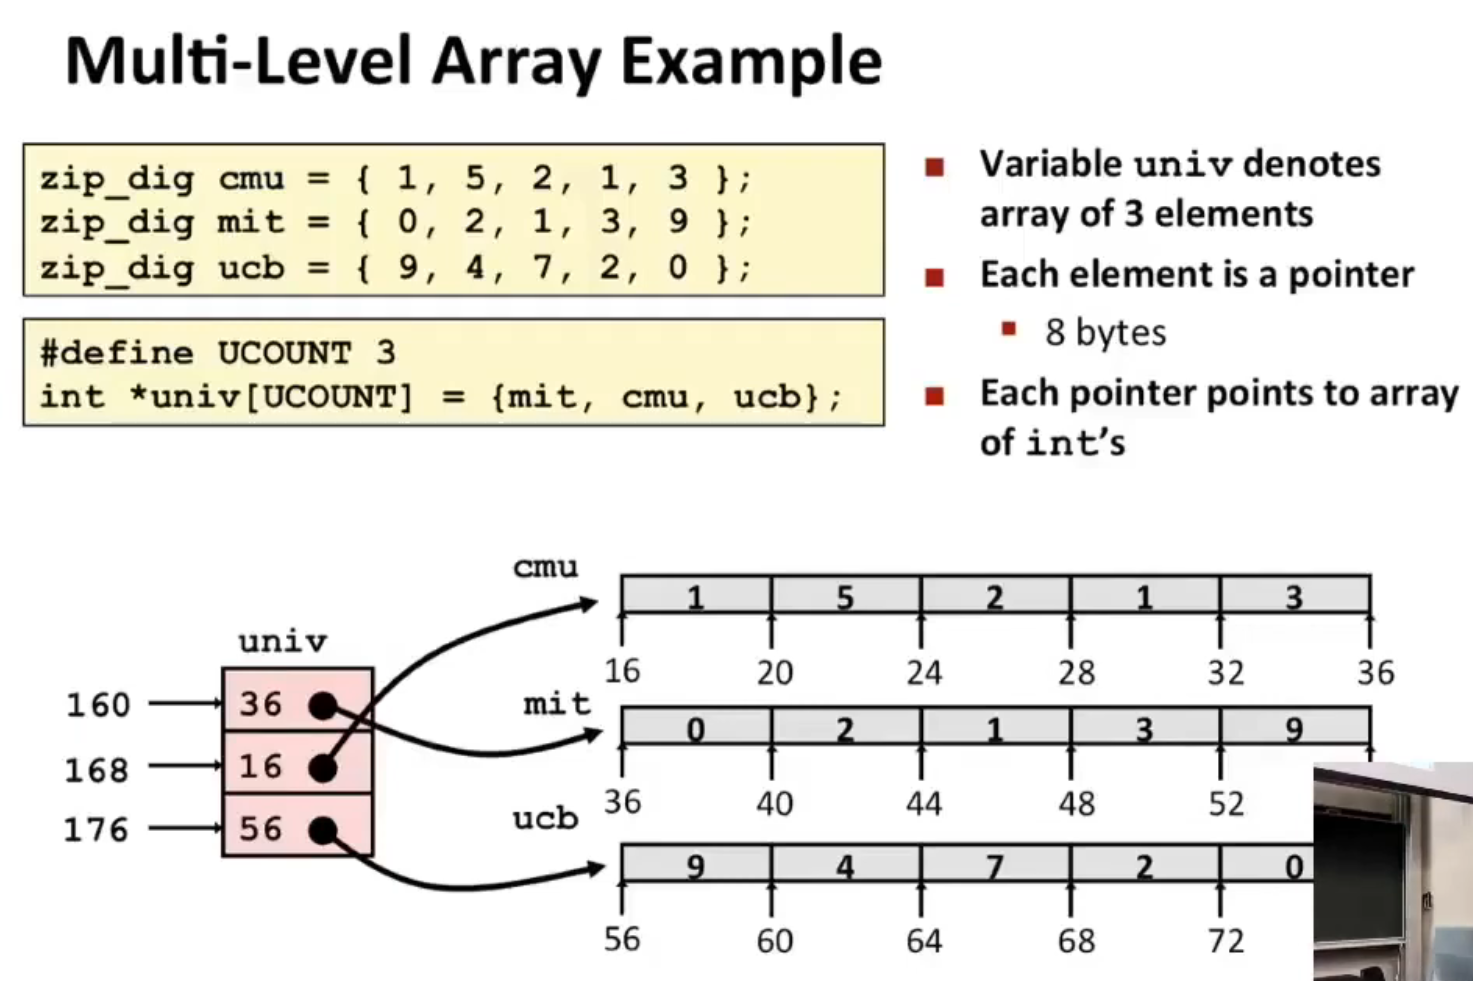 Multi-Level Array Example
zip_dig cmu = { 1, 5, 2, 1, 3 };
zip_dig mit = { 0, 2, 1, 3, 9 };
zip_dig ucb = { 9, 4, 7, 2, 0 };
#define UCOUNT 3
int *univ[UCOUNT] = {mit, cmu, ucb};
Variable univ denotes
array of 3 elements
Each element is a pointer
8 bytes
Each pointer points to array
of int's
univ
160 36
168 16
176 56
cmu
1 5 2 1 3
16 20 24 28 32 36
mit
0 2 1 3 9
36 40 44 48 52
ucb
9 4 7 2 0
56 60 64 68 72